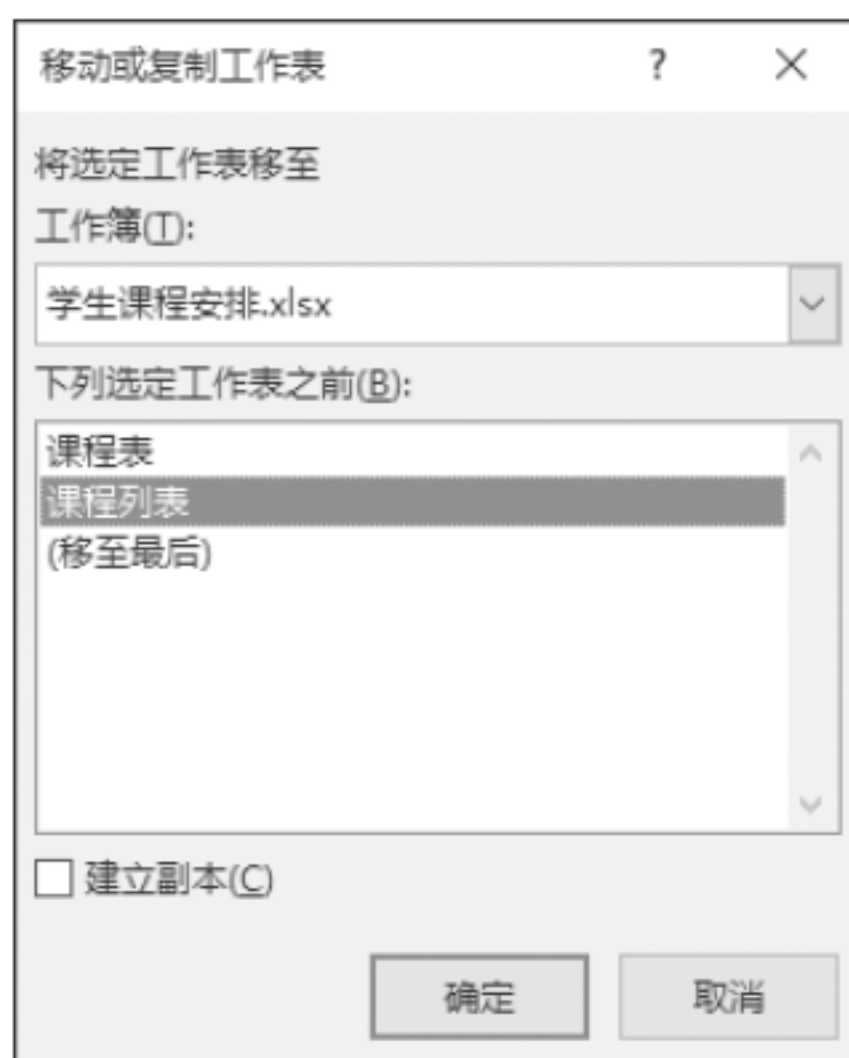 移动或复制工作表 ? ×
将选定工作表移至
工作簿(T):
学生课程安排.xlsx
下列选定工作表之前(B):
课程表
课程列表
(移至最后)
建立副本(C)
确定 取消